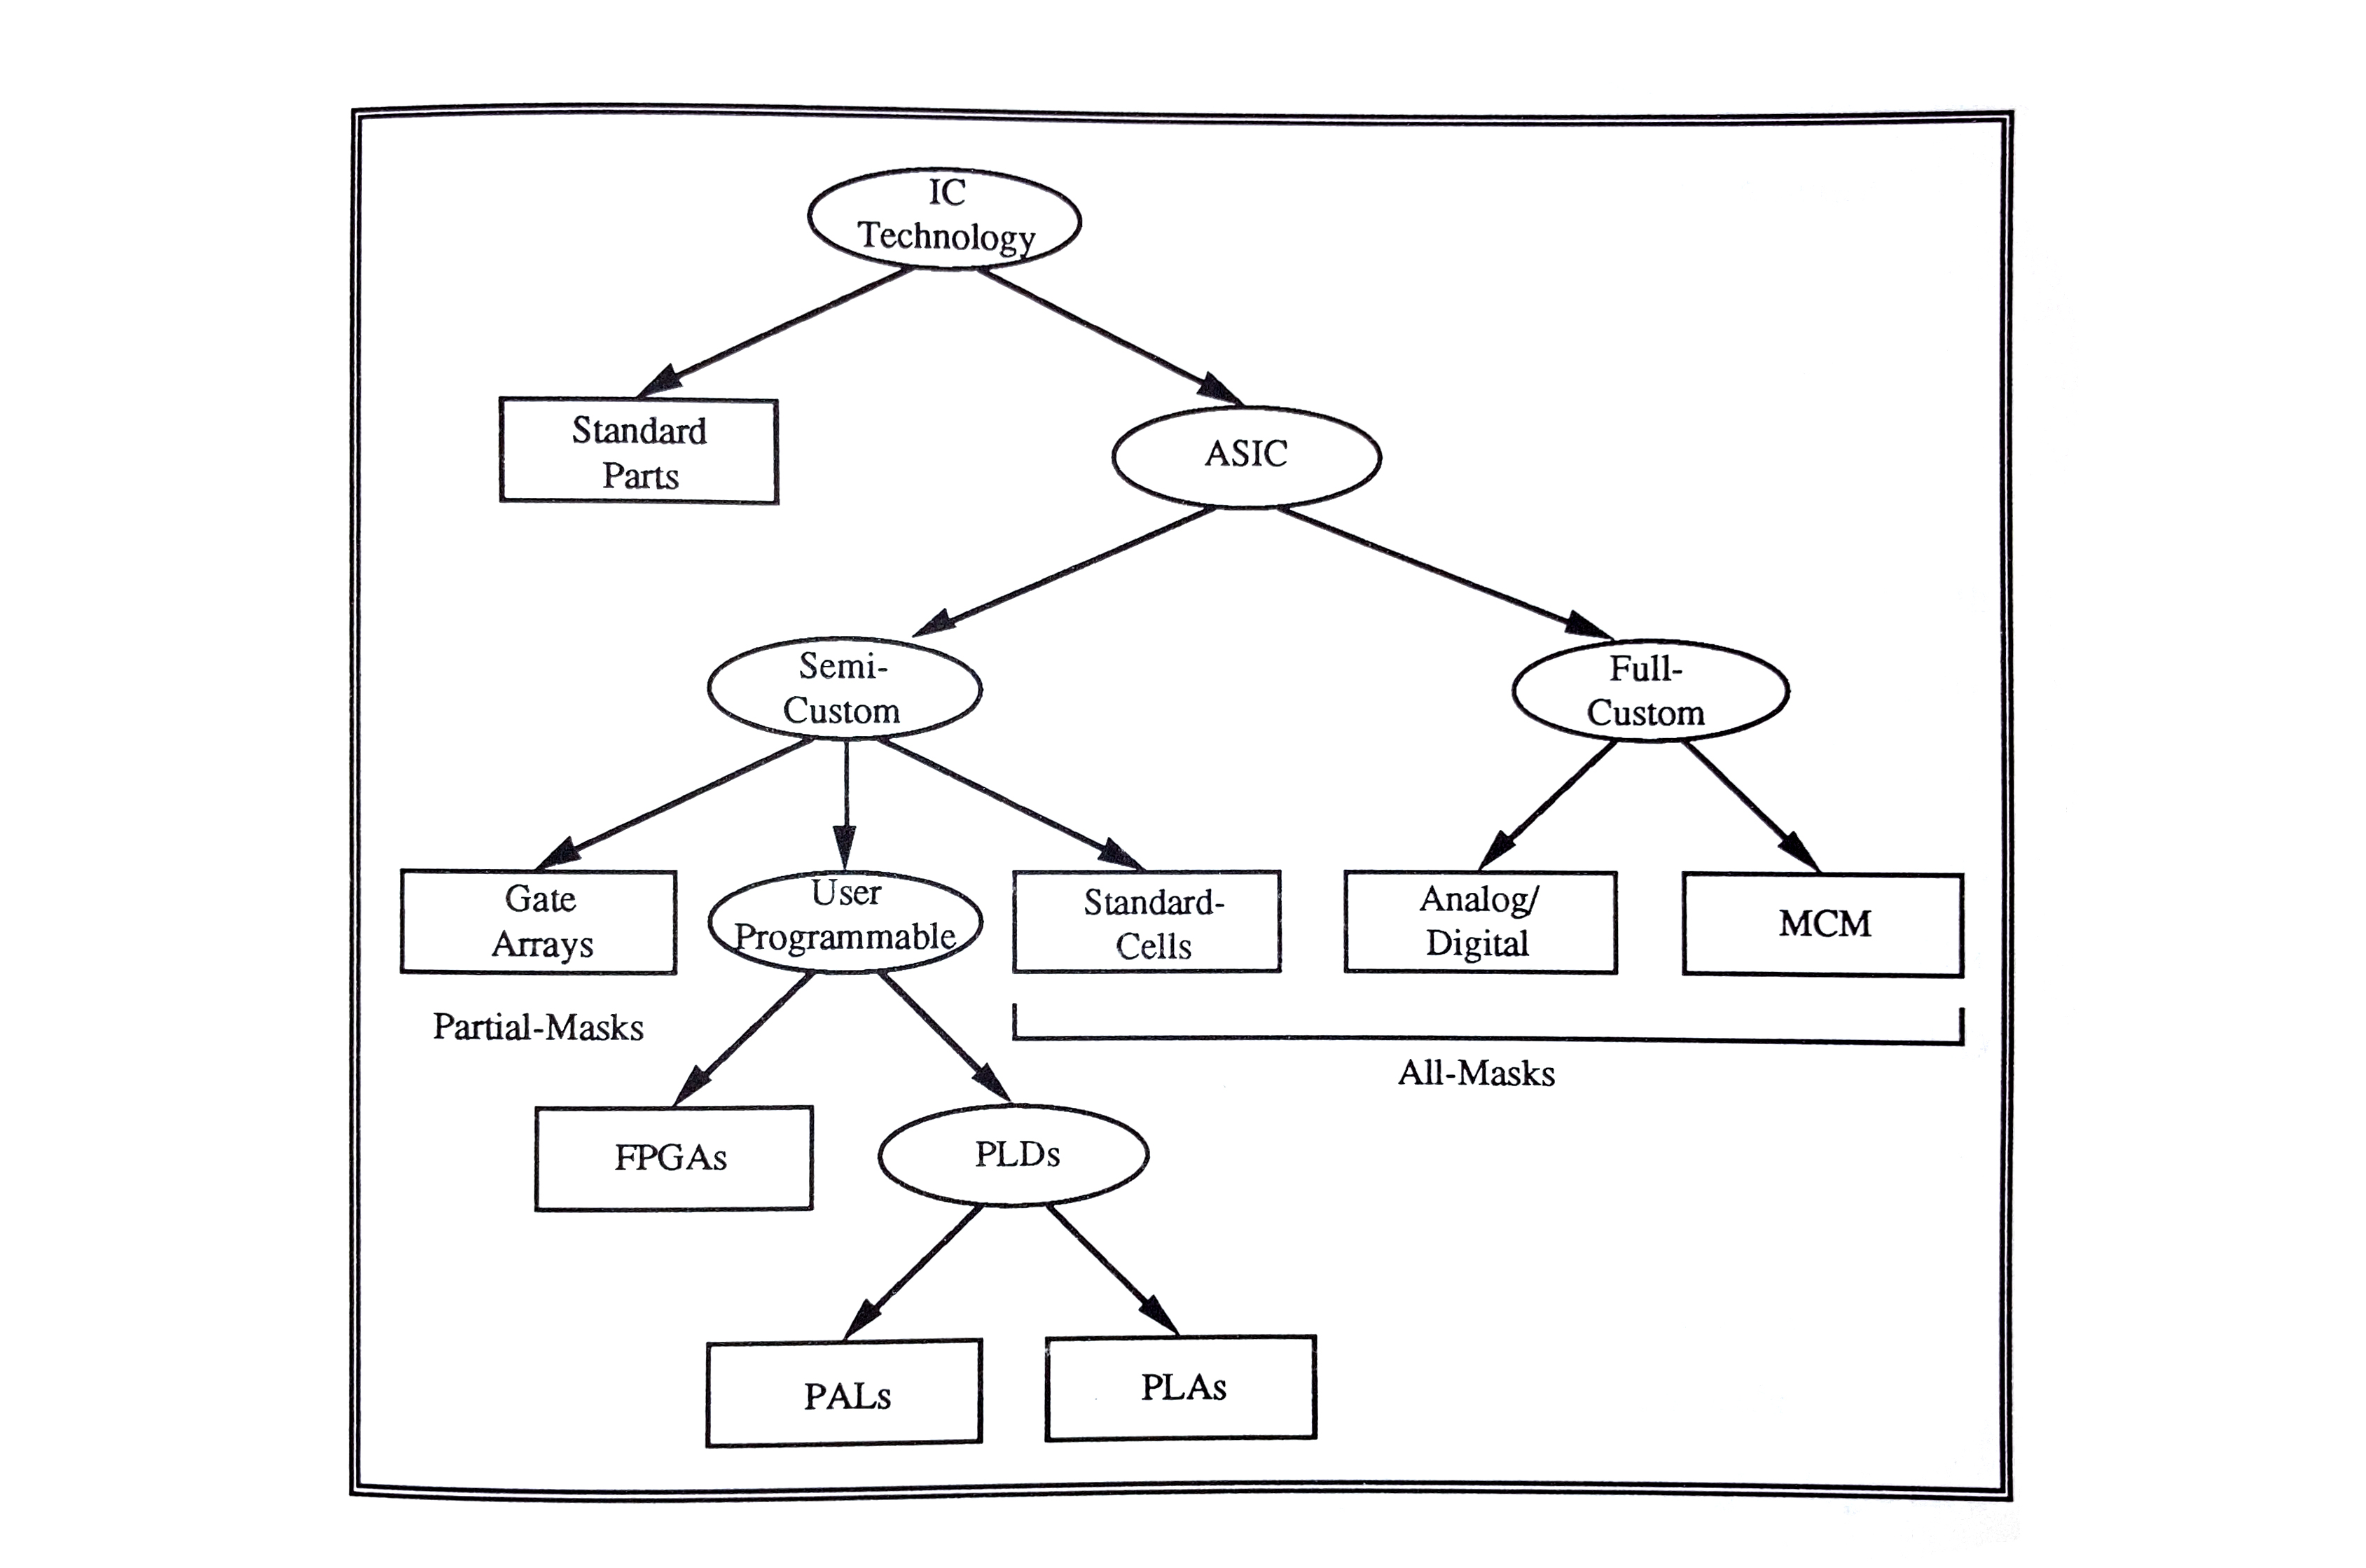 IC
Technology
Standard
Parts
ASIC
Semi-
Custom
Full-
Custom
Gate
Arrays
User
Programmable
Standard-
Cells
Analog/
Digital
MCM
Partial-Masks
All-Masks
FPGAs
PLDs
PALs
PLAs